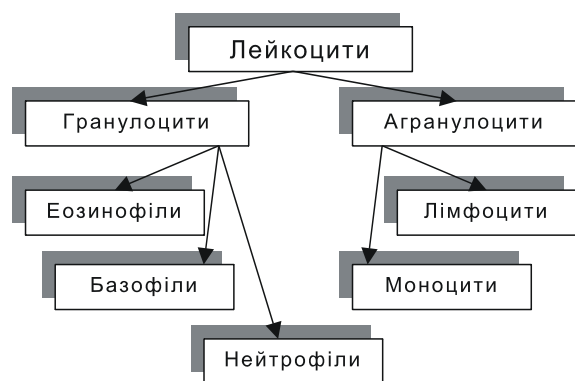 Лейкоцити
Гранулоцити
Агранулоцити
Еозинофіли
Лімфоцити
Базофіли
Моноцити
Нейтрофіли